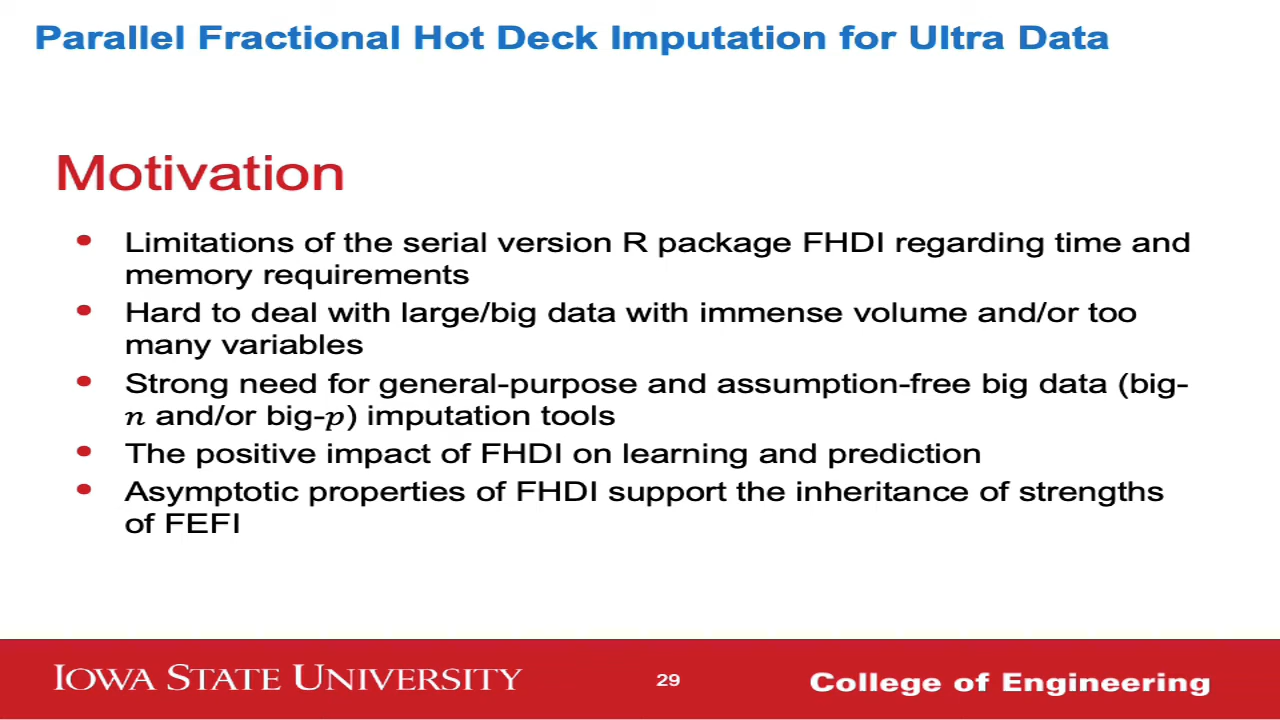 Parallel Fractional Hot Deck Imputation for Ultra Data
Motivation
• Limitations of the serial version R package FHDI regarding time and
memory requirements
• Hard to deal with large/big data with immense volume and/or too
many variables
• Strong need for general-purpose and assumption-free big data (big-
n and/or big-p) imputation tools
• The positive impact of FHDI on learning and prediction
• Asymptotic properties of FHDI support the inheritance of strengths
of FEFI
IOWA STATE UNIVERSITY
29
College of Engineering